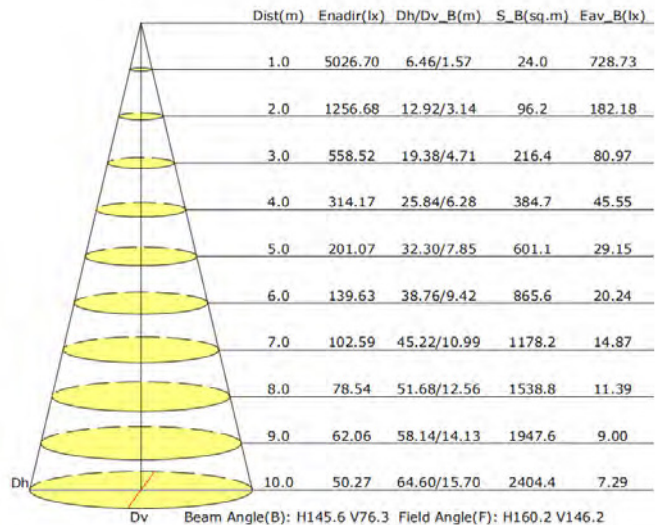 Dist(m) Enadir(lx) Dh/Dv_B(m) S_B(sq.m) Eav_B(lx)
1.0 5026.70 6.46/1.57 24.0 728.73
2.0 1256.68 12.92/3.14 96.2 182.18
3.0 558.52 19.38/4.71 216.4 80.97
4.0 314.17 25.84/6.28 384.7 45.55
5.0 201.07 32.30/7.85 601.1 29.15
6.0 139.63 38.76/9.42 865.6 20.24
7.0 102.59 45.22/10.99 1178.2 14.87
8.0 78.54 51.68/12.56 1538.8 11.39
9.0 62.06 58.14/14.13 1947.6 9.00
Dh 10.0 50.27 64.60/15.70 2404.4 7.29
Dv Beam Angle(B): H145.6 V76.3 Field Angle(F): H160.2 V146.2